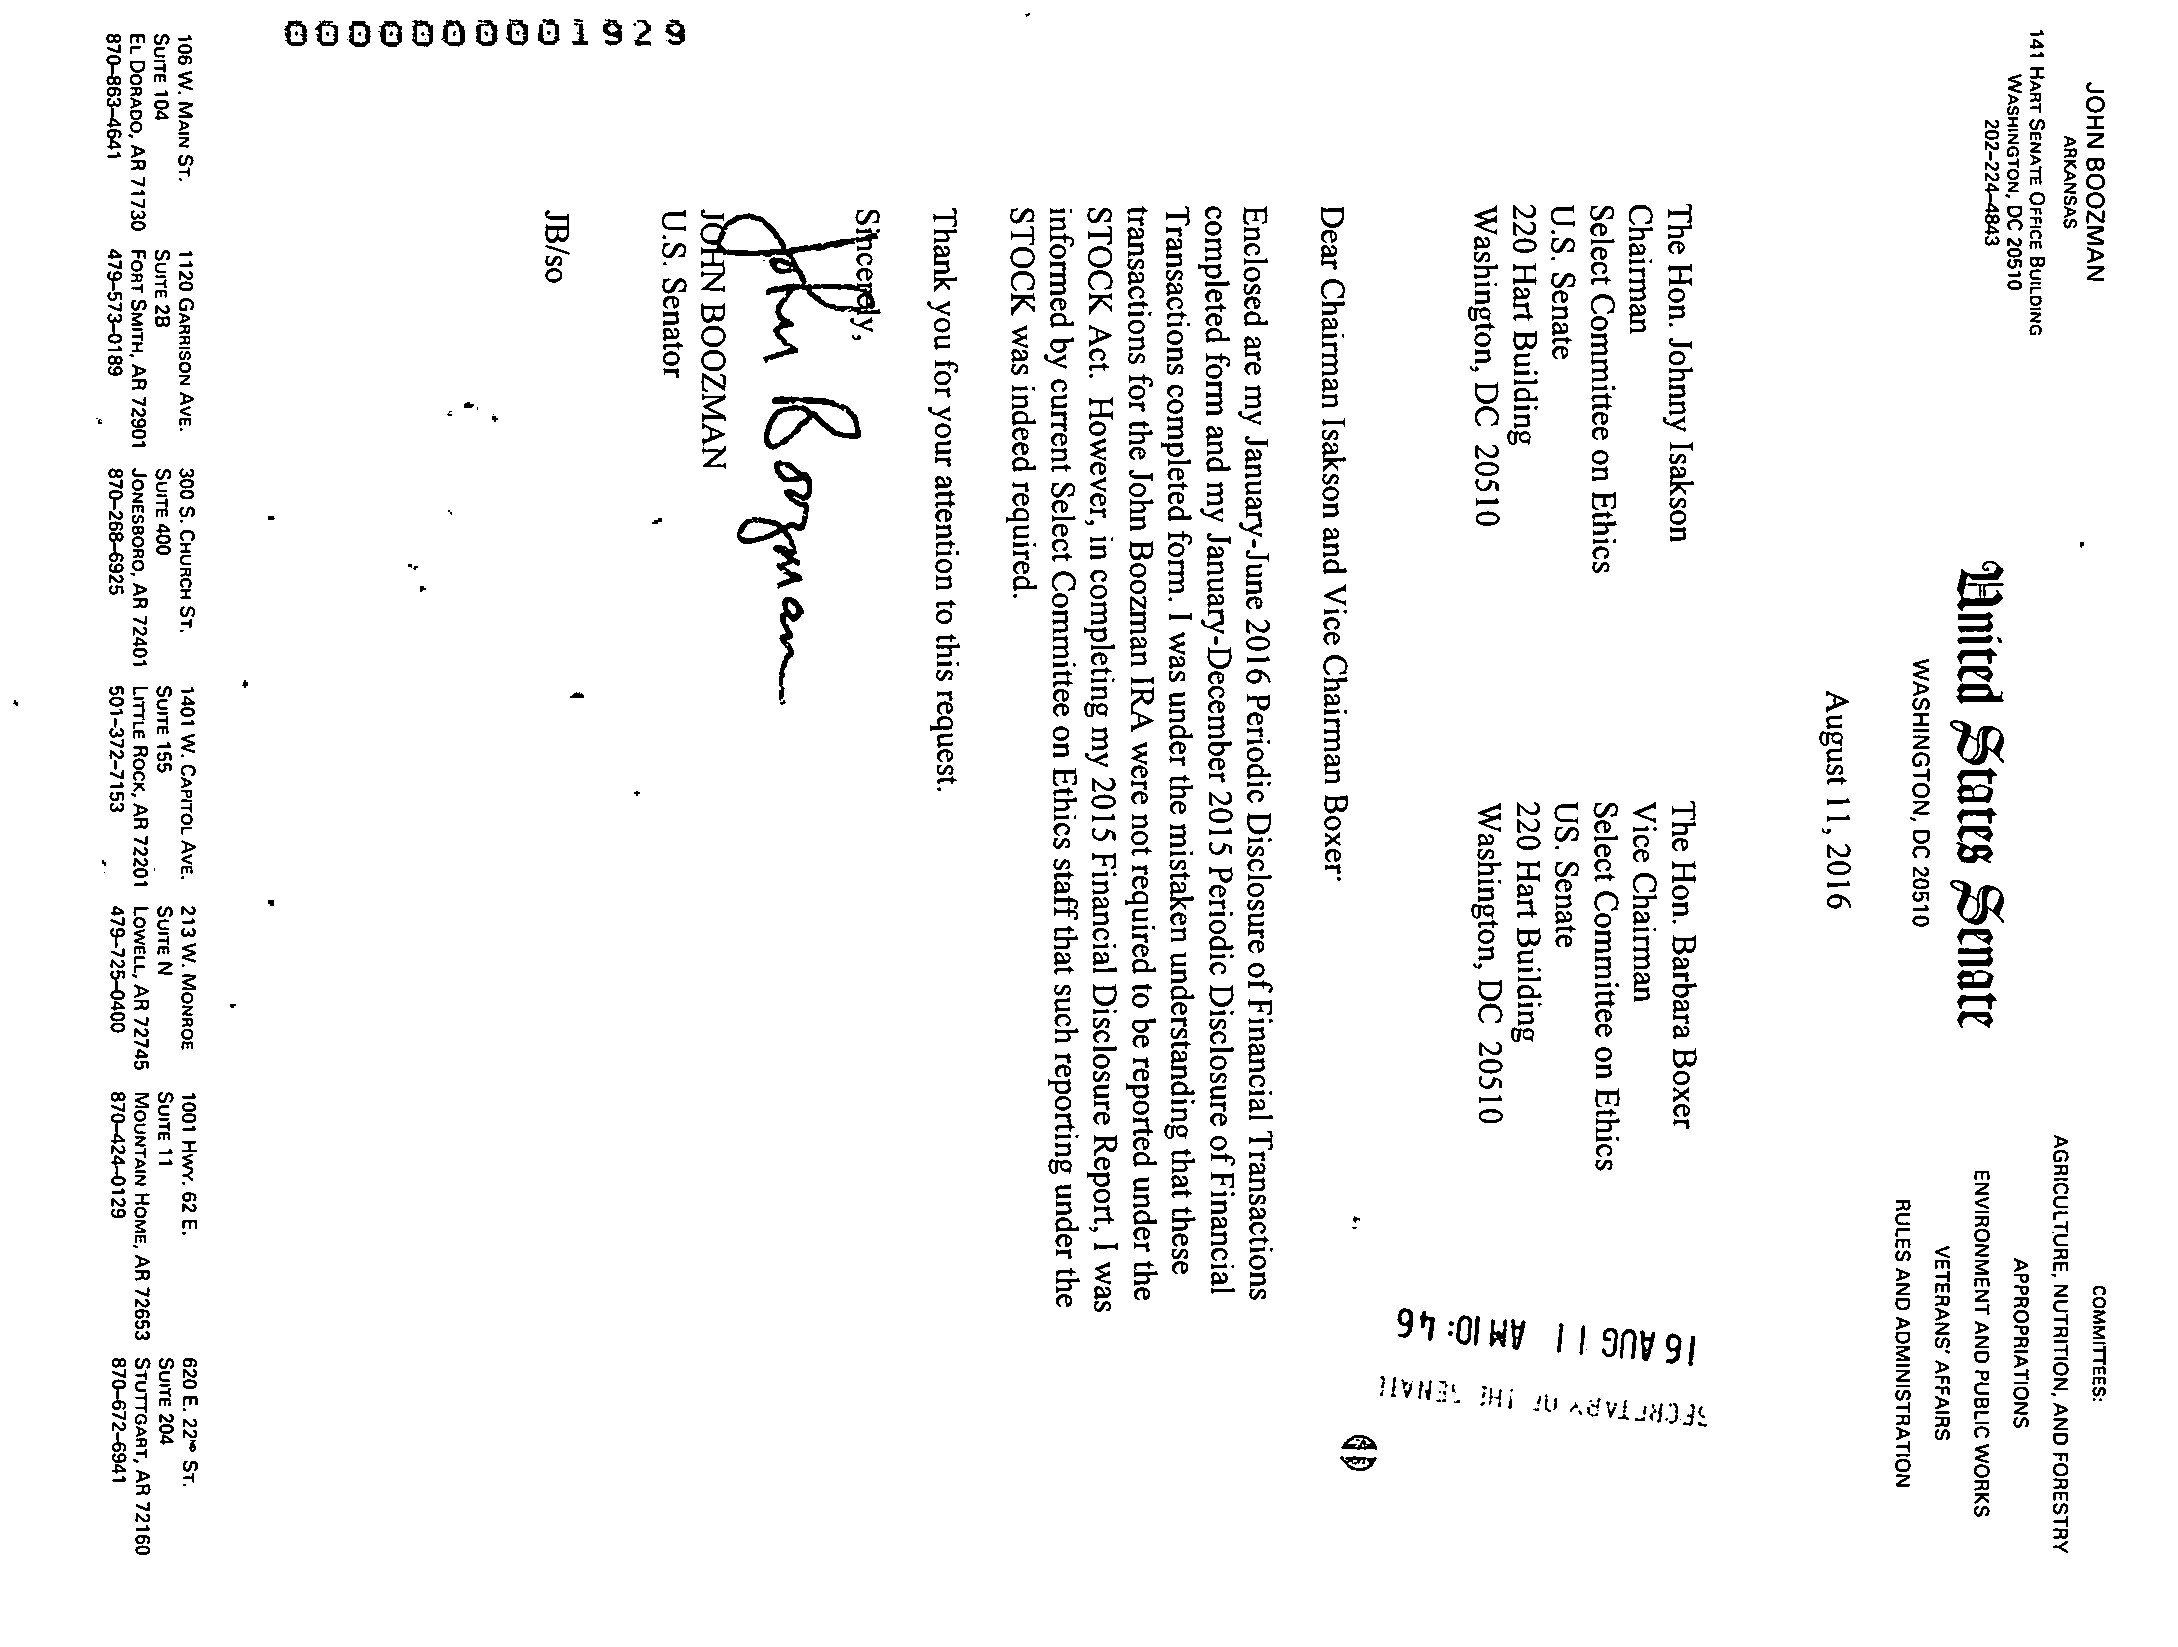 JOHN BOOZMAN
ARKANSAS
141 HART SENATE OFFICE BUILDING
WASHINGTON, DC 20510
202–224–4843
United States Senate
WASHINGTON, DC 20510
COMMITTEES:
AGRICULTURE, NUTRITION, AND FORESTRY
APPROPRIATIONS
ENVIRONMENT AND PUBLIC WORKS
VETERANS' AFFAIRS
RULES AND ADMINISTRATION
August 11, 2016
The Hon. Johnny Isakson
Chairman
Select Committee on Ethics
U.S. Senate
220 Hart Building
Washington, DC 20510
The Hon. Barbara Boxer
Vice Chairman
Select Committee on Ethics
US. Senate
220 Hart Building
Washington, DC 20510
SECRETARY OF THE SENATE
16 AUG 11 AM 10:46
Dear Chairman Isakson and Vice Chairman Boxer
Enclosed are my January-June 2016 Periodic Disclosure of Financial Transactions
completed form and my January-December 2015 Periodic Disclosure of Financial
Transactions completed form. I was under the mistaken understanding that these
transactions for the John Boozman IRA were not required to be reported under the
STOCK Act. However, in completing my 2015 Financial Disclosure Report, I was
informed by current Select Committee on Ethics staff that such reporting under the
STOCK was indeed required.
Thank you for your attention to this request.
Sincerely,
John Boozman
JOHN BOOZMAN
U.S. Senator
JB/so
000000001929
106 W. MAIN ST.
SUITE 104
EL DORADO, AR 71730
870–863–4641
1120 GARRISON AVE.
SUITE 2B
FORT SMITH, AR 72901
479–573–0189
300 S. CHURCH ST.
SUITE 400
JONESBORO, AR 72401
870–268–6925
1401 W. CAPITOL AVE.
SUITE 155
LITTLE ROCK, AR 72201
501–372–7153
213 W. MONROE
SUITE N
LOWELL, AR 72745
479–725–0400
1001 HWY. 62 E.
SUITE 11
MOUNTAIN HOME, AR 72653
870–424–0129
620 E. 22ND ST.
SUITE 204
STUTTGART, AR 72160
870–672–6941